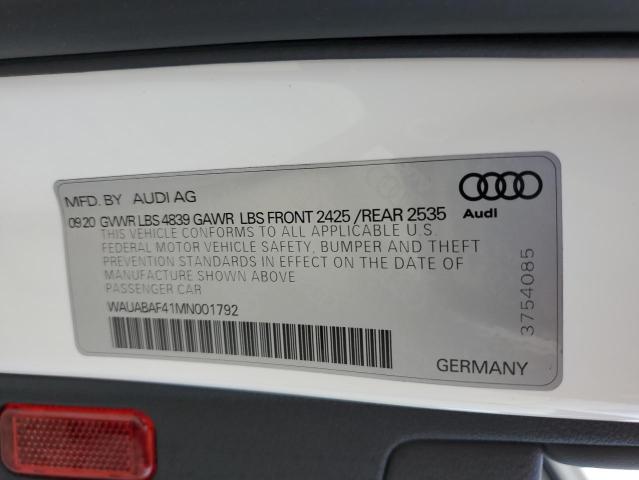 MFD. BY AUDI AG
09 20 GVWR LBS 4839 GAWR LBS FRONT 2425 /REAR 2535
THIS VEHICLE CONFORMS TO ALL APPLICABLE U S.
FEDERAL MOTOR VEHICLE SAFETY, BUMPER AND THEFT
PREVENTION STANDARDS IN EFFECT ON THE DATE OF
MANUFACTURE SHOWN ABOVE
PASSENGER CAR
WAUABAF41MN001792
Audi
3754085
GERMANY